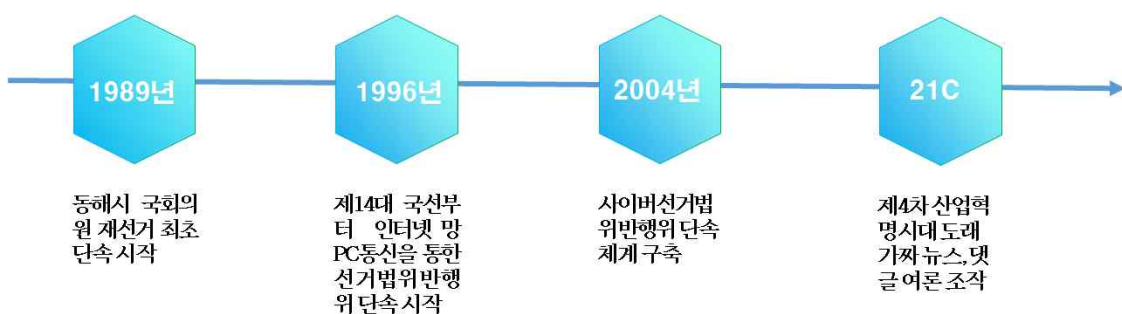 1989년
1996년
2004년
21C
동해시 국회의
원 재선거 최초
단속 시작
제14대 국선부
터 인터넷 망
PC통신을 통한
선거법위반행
위 단속 시작
사이버선거법
위반행위 단속
체계 구축
제4차 산업혁
명시대 도래
가짜 뉴스, 댓
글 여론 조작